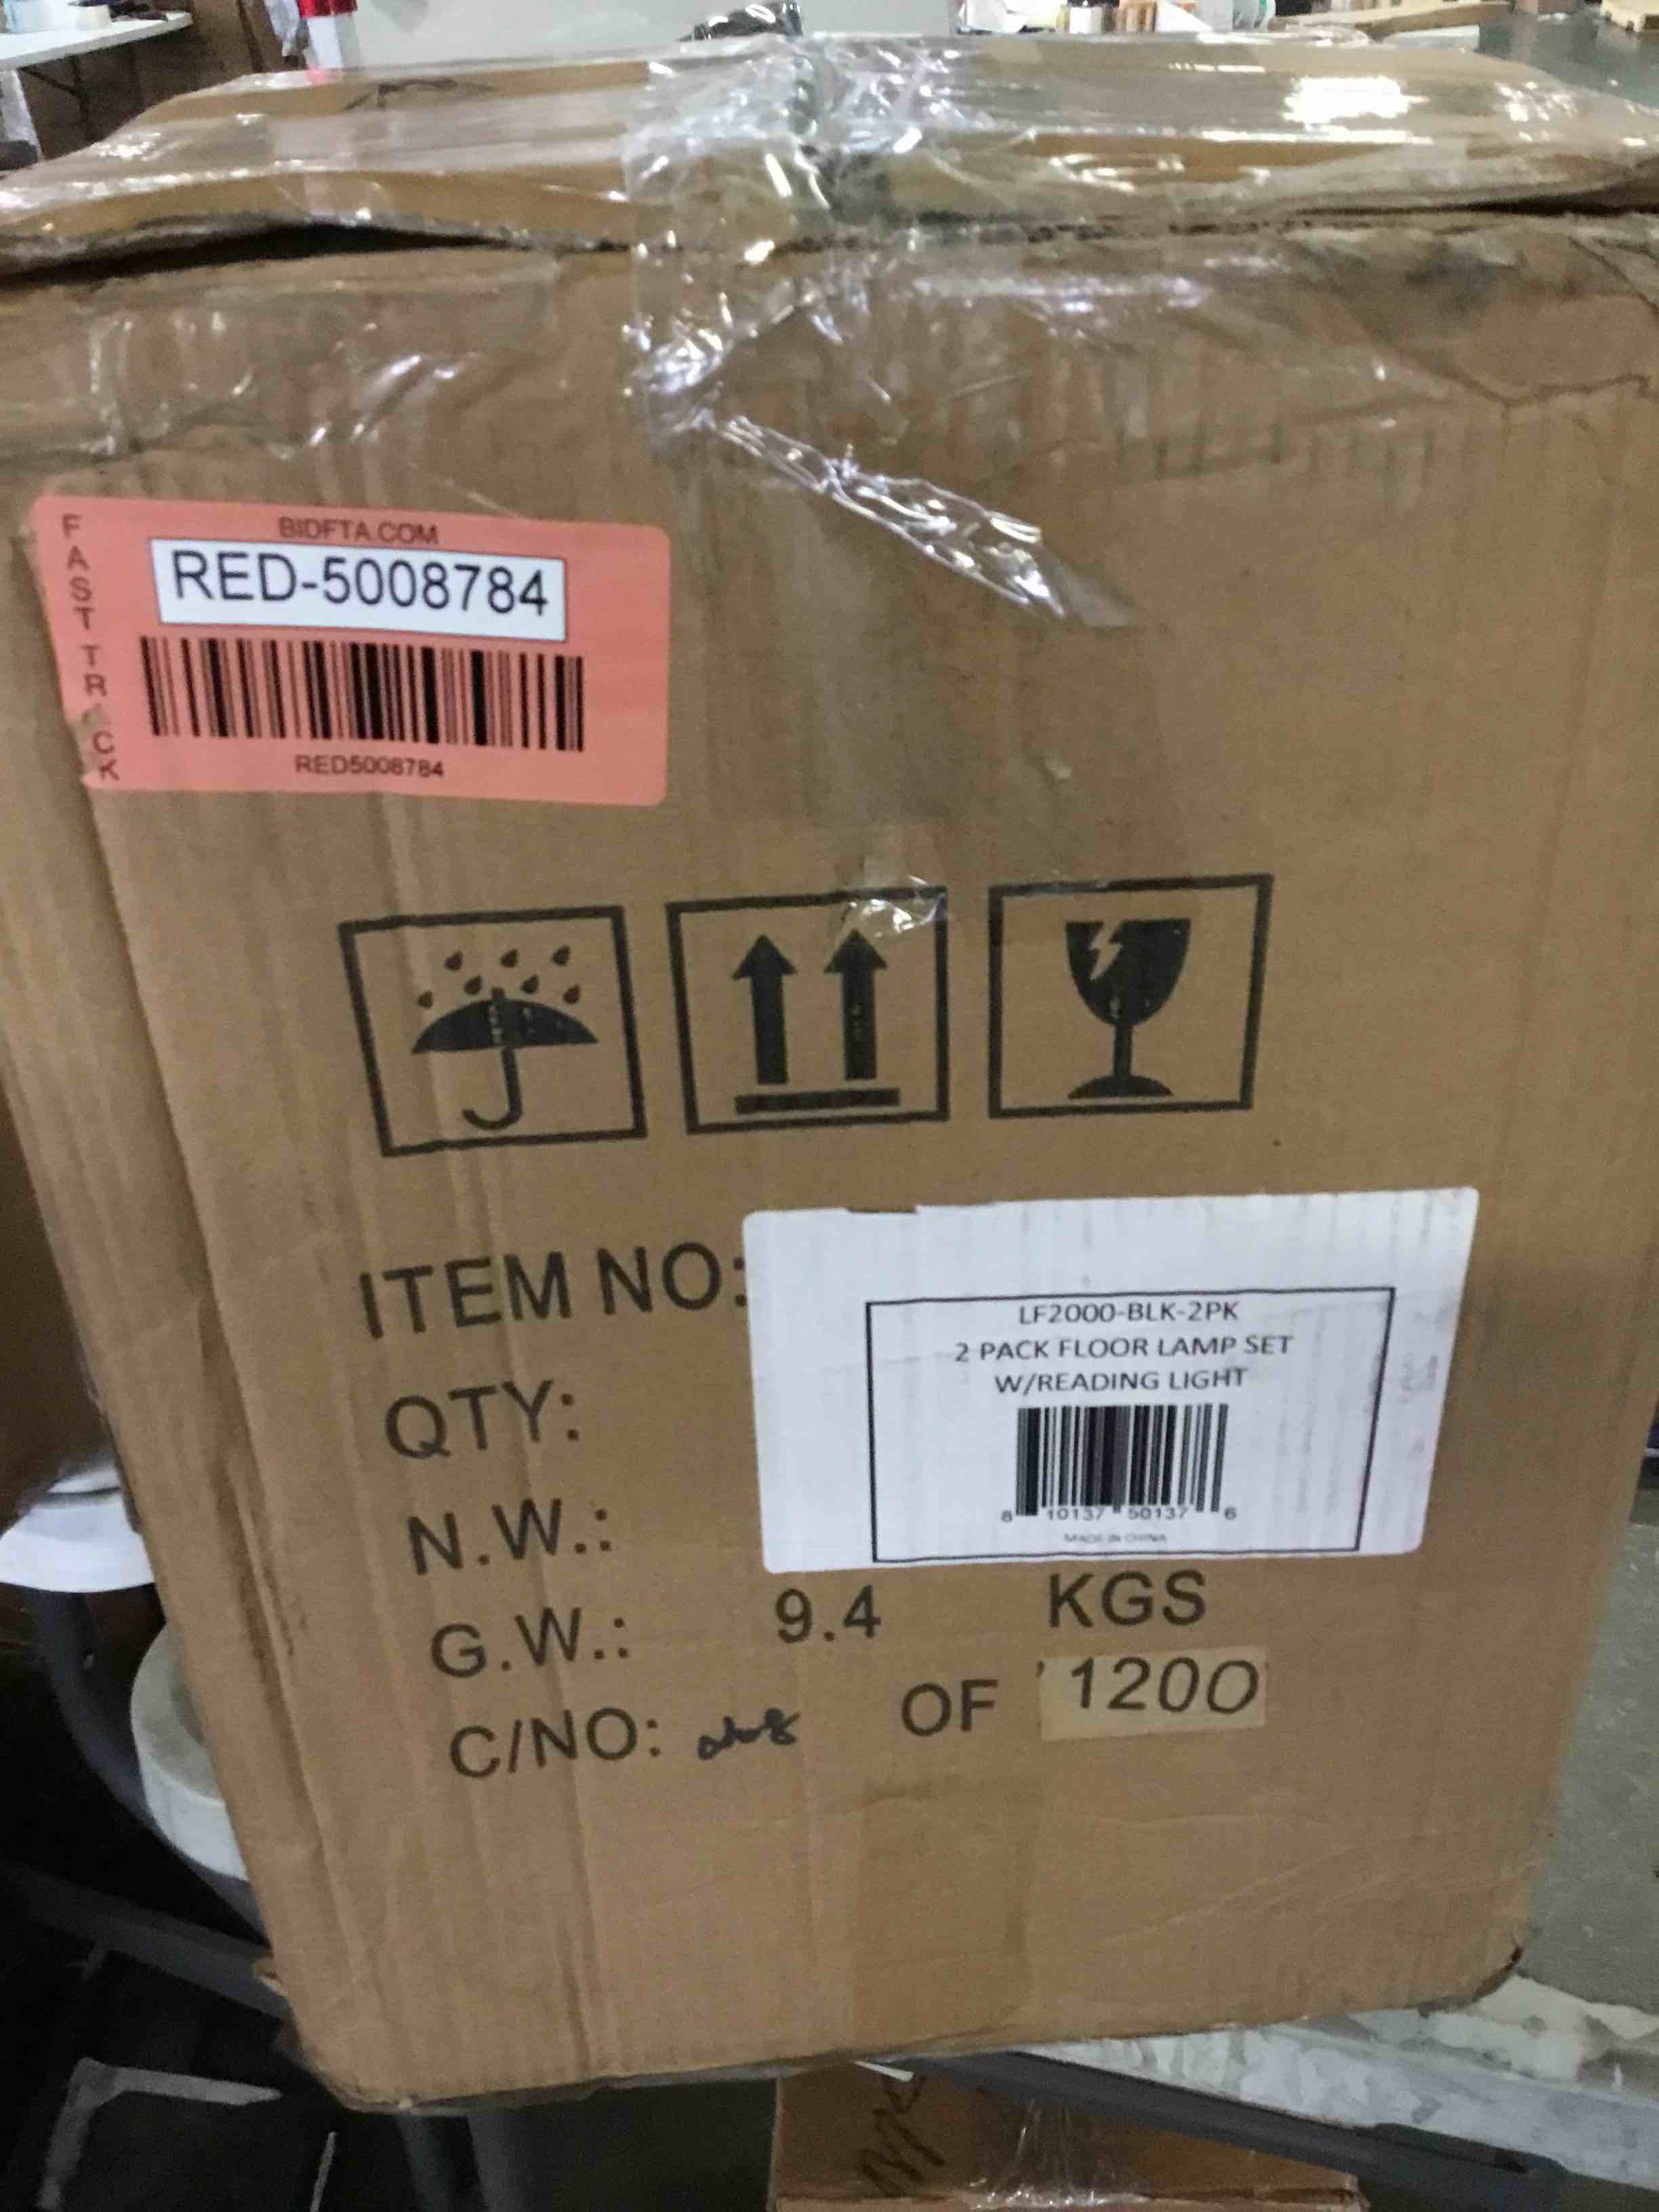 BIDFTA.COM
FAST TRACK
RED-5008784
RED5008784
ITEM NO:
LF2000-BLK-2PK
2 PACK FLOOR LAMP SET
W/READING LIGHT
8 10137 50137 6
MADE IN CHINA
QTY:
N.W.:
G.W.: 9.4 KGS
C/NO: OF 1200